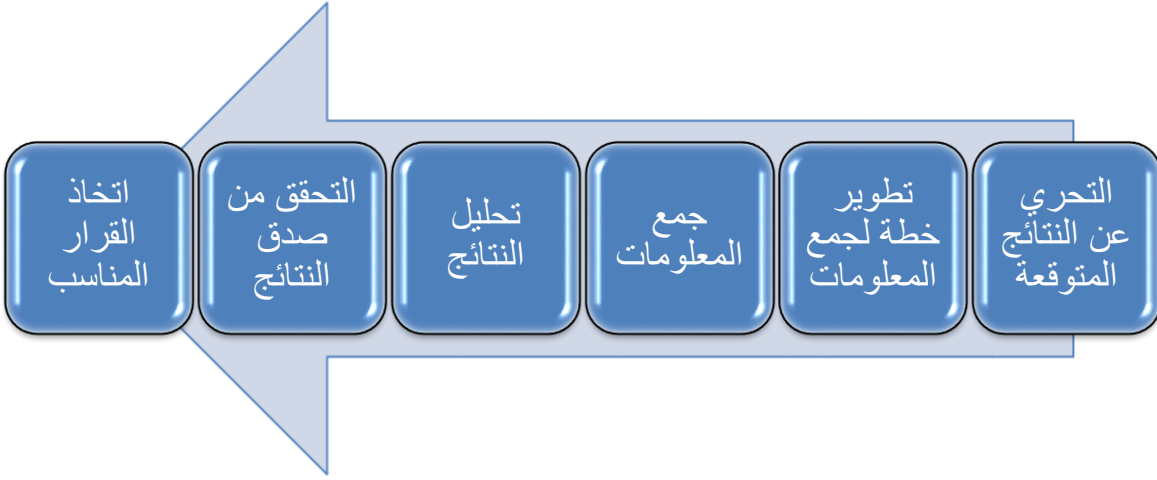 التحري
عن النتائج
المتوقعة
تطوير
خطة لجمع
المعلومات
جمع
المعلومات
تحليل
النتائج
التحقق من
صدق
النتائج
اتخاذ
القرار
المناسب